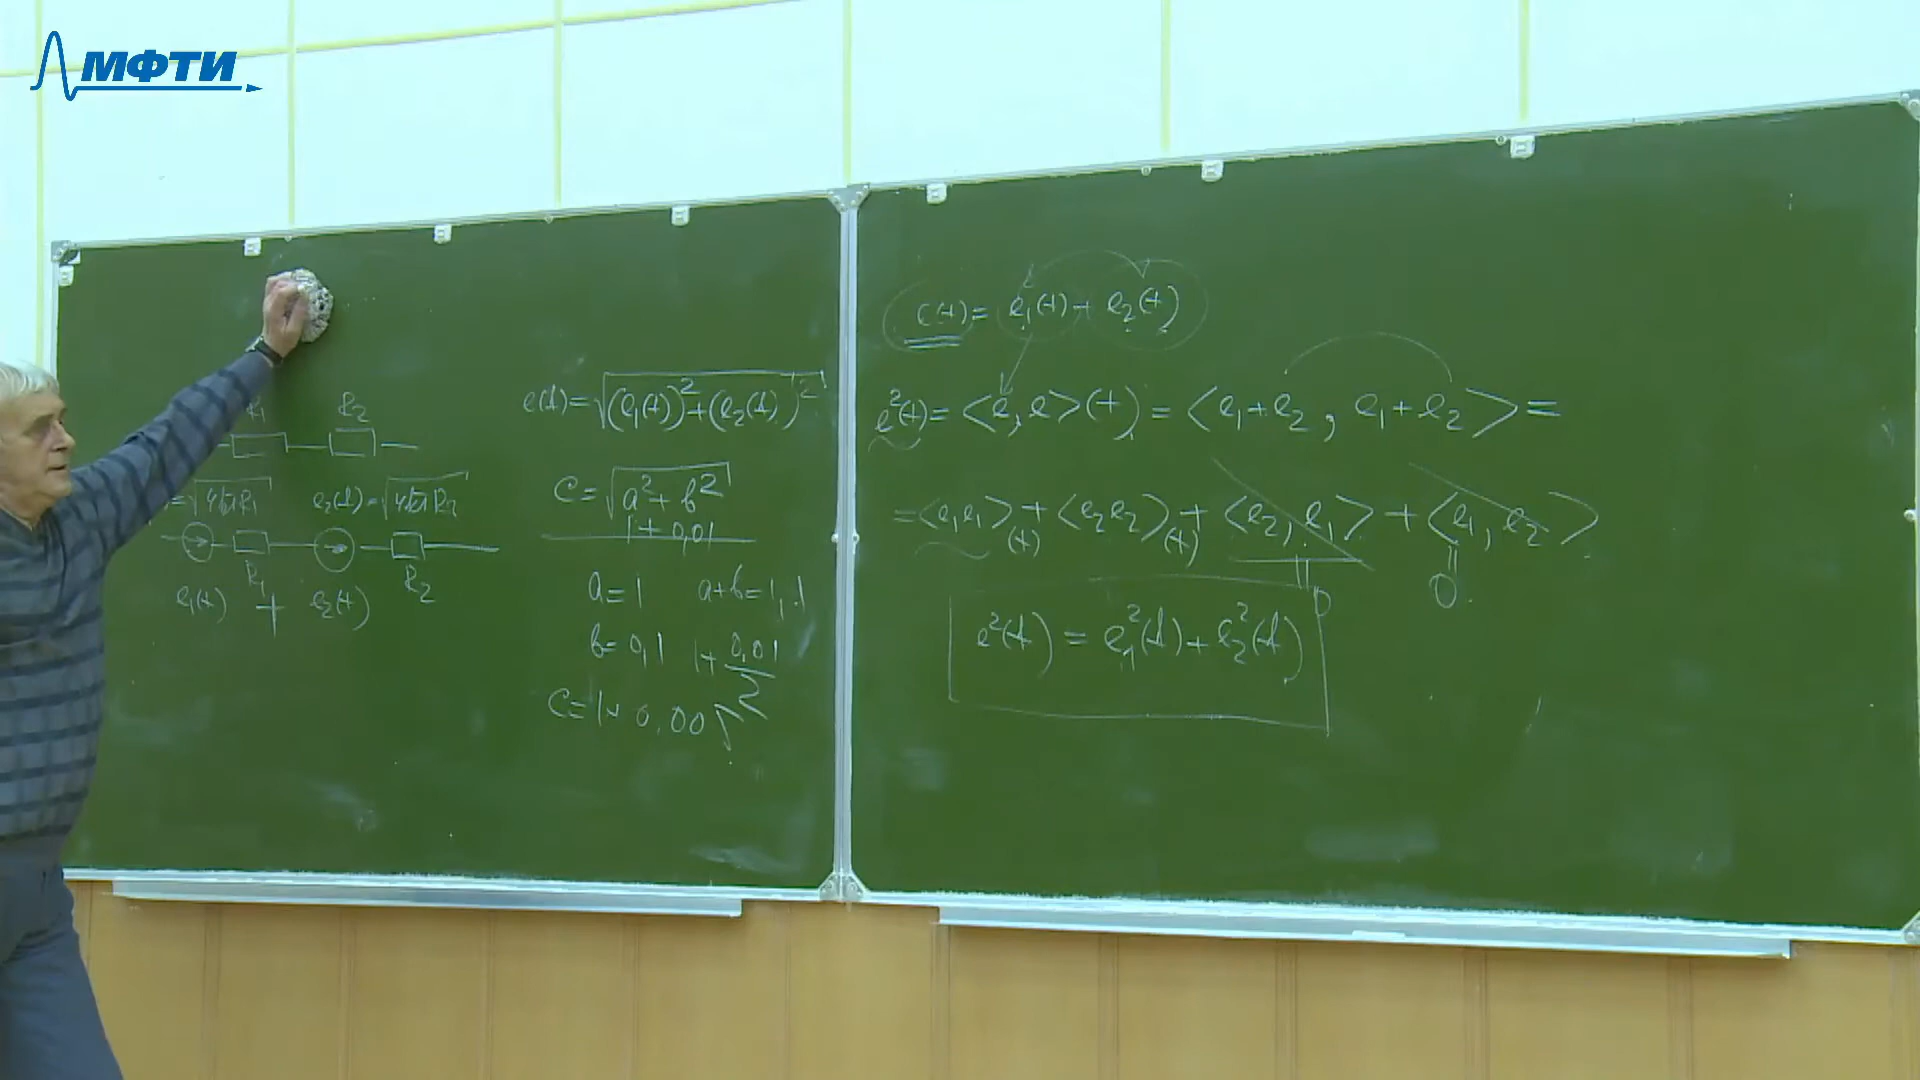 МФТИ
R₁ R₂
=√4kTR₁ e₂(f)=√4kTR₂
R₁ R₂
e₁(t) + e₂(t)
e(f)=√(e₁(f))²+(e₂(f))²
c=√a²+b²
1+0,01
a=1 a+b=1,1
b=0,1 1+0,01/2
c=1+0,00
e(t)=e₁(t)+e₂(t)
e²(t)=<e,e>(t)=<e₁+e₂, e₁+e₂>=
=<e₁e₁>(t)+<e₂e₂>(t)+<e₂,e₁>+<e₁,e₂>
0 0
e²(f)=e₁²(f)+e₂²(f)